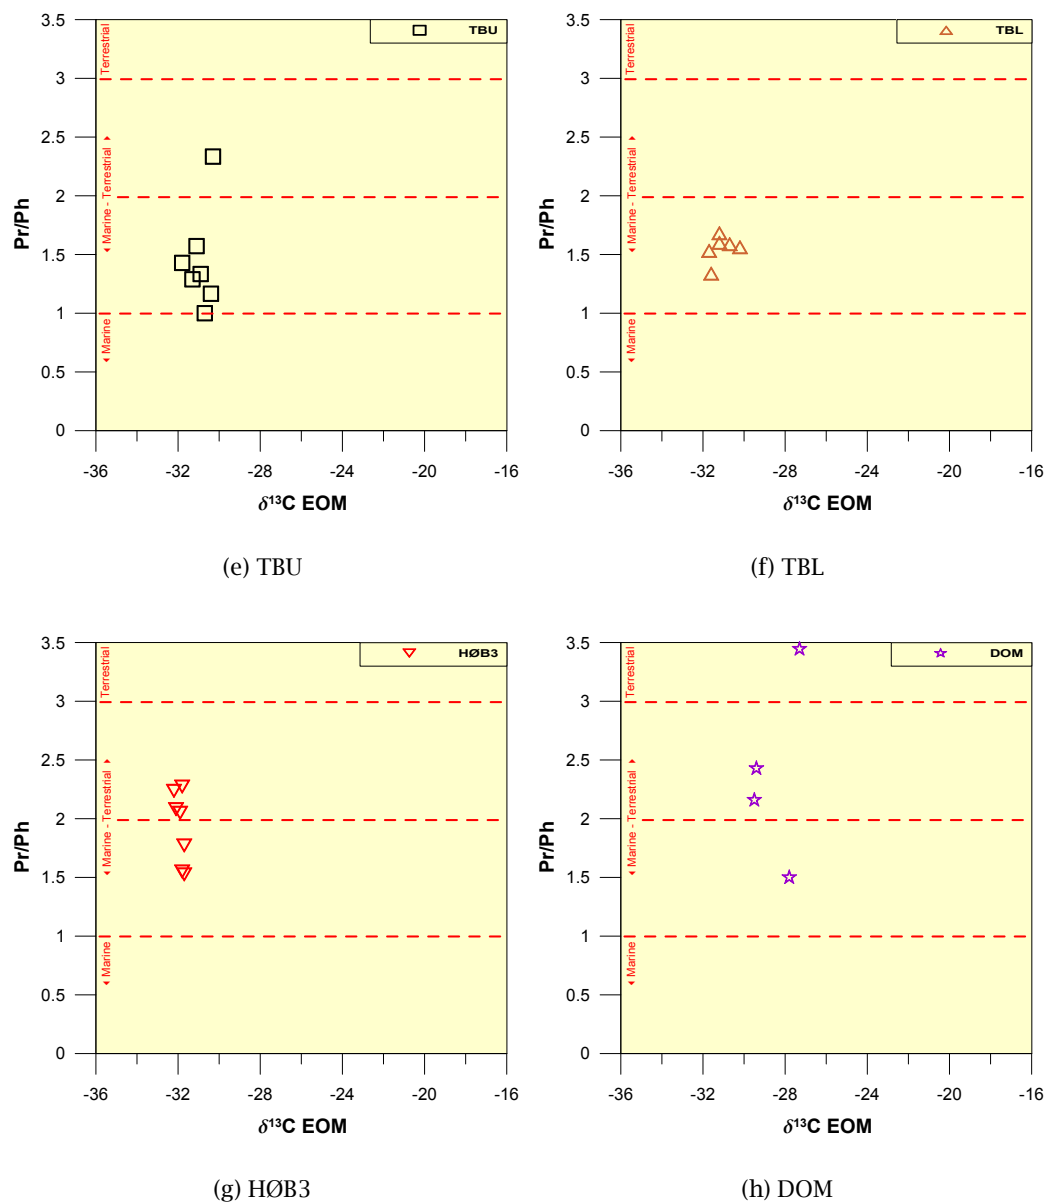 TBU
3.5
3
2.5
2
1.5
1
0.5
0
Pr/Ph
Terrestrial
Marine - Terrestrial
Marine
-36 -32 -28 -24 -20 -16
δ¹³C EOM
(e) TBU
TBL
3.5
3
2.5
2
1.5
1
0.5
0
Pr/Ph
Terrestrial
Marine - Terrestrial
Marine
-36 -32 -28 -24 -20 -16
δ¹³C EOM
(f) TBL
HØB3
3.5
3
2.5
2
1.5
1
0.5
0
Pr/Ph
Terrestrial
Marine - Terrestrial
Marine
-36 -32 -28 -24 -20 -16
δ¹³C EOM
(g) HØB3
DOM
3.5
3
2.5
2
1.5
1
0.5
0
Pr/Ph
Terrestrial
Marine - Terrestrial
Marine
-36 -32 -28 -24 -20 -16
δ¹³C EOM
(h) DOM